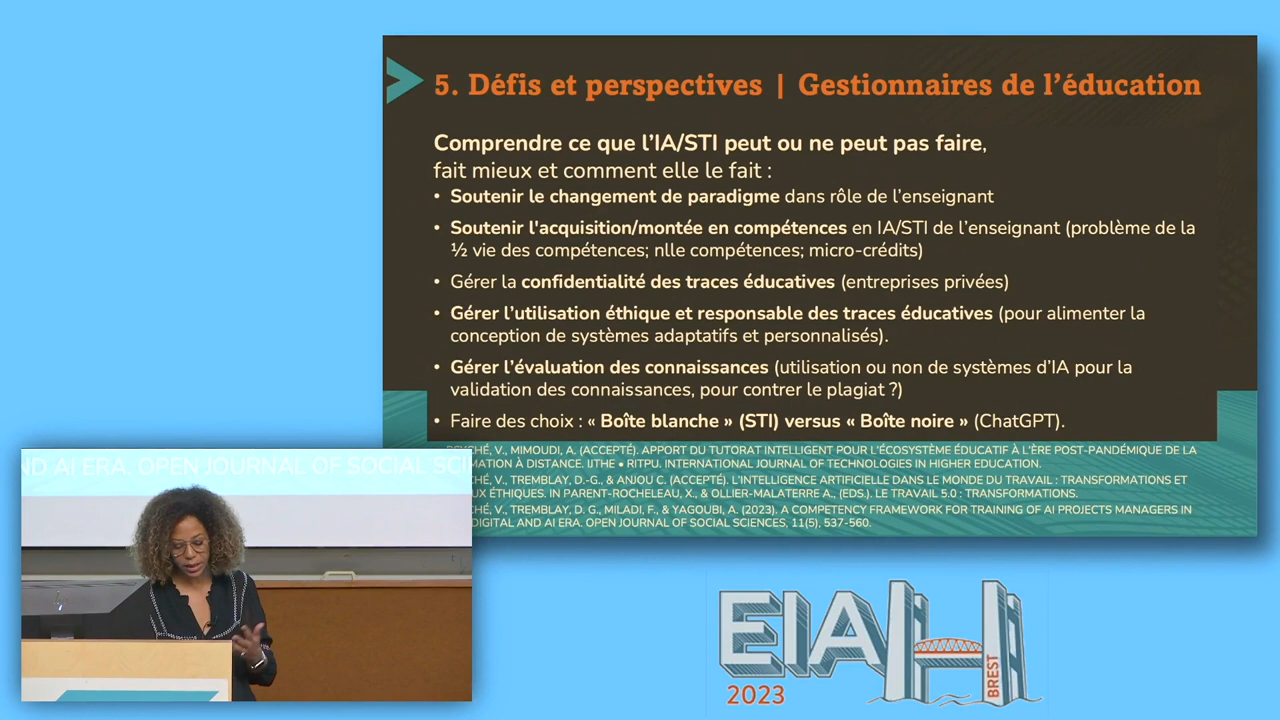 5. Défis et perspectives | Gestionnaires de l'éducation
Comprendre ce que l'IA/STI peut ou ne peut pas faire,
fait mieux et comment elle le fait :
• Soutenir le changement de paradigme dans rôle de l'enseignant
• Soutenir l'acquisition/montée en compétences en IA/STI de l'enseignant (problème de la
½ vie des compétences; nlle compétences; micro-crédits)
• Gérer la confidentialité des traces éducatives (entreprises privées)
• Gérer l'utilisation éthique et responsable des traces éducatives (pour alimenter la
conception de systèmes adaptatifs et personnalisés).
• Gérer l'évaluation des connaissances (utilisation ou non de systèmes d'IA pour la
validation des connaissances, pour contrer le plagiat ?)
• Faire des choix : « Boîte blanche » (STI) versus « Boîte noire » (ChatGPT).
V., MIMOUDI, A. (ACCEPTÉ). APPORT DU TUTORAT INTELLIGENT POUR L'ÉCOSYSTÈME ÉDUCATIF À L'ÈRE POST-PANDÉMIQUE DE LA
MATION À DISTANCE. IJTHE • RITPU. INTERNATIONAL JOURNAL OF TECHNOLOGIES IN HIGHER EDUCATION.
CHÉ, V., TREMBLAY, D.-G., & ANJOU C. (ACCEPTÉ). L'INTELLIGENCE ARTIFICIELLE DANS LE MONDE DU TRAVAIL : TRANSFORMATIONS ET
UX ÉTHIQUES. IN PARENT-ROCHELEAU, X., & OLLIER-MALATERRE A., (EDS.). LE TRAVAIL 5.0 : TRANSFORMATIONS.
CHÉ, V., TREMBLAY, D. G., MILADI, F., & YAGOUBI, A. (2023). A COMPETENCY FRAMEWORK FOR TRAINING OF AI PROJECTS MANAGERS IN
DIGITAL AND AI ERA. OPEN JOURNAL OF SOCIAL SCIENCES, 11(5), 537-560.
ND AI ERA. OPEN JOURNAL OF SOCIAL SCI
EIAH
2023
BREST